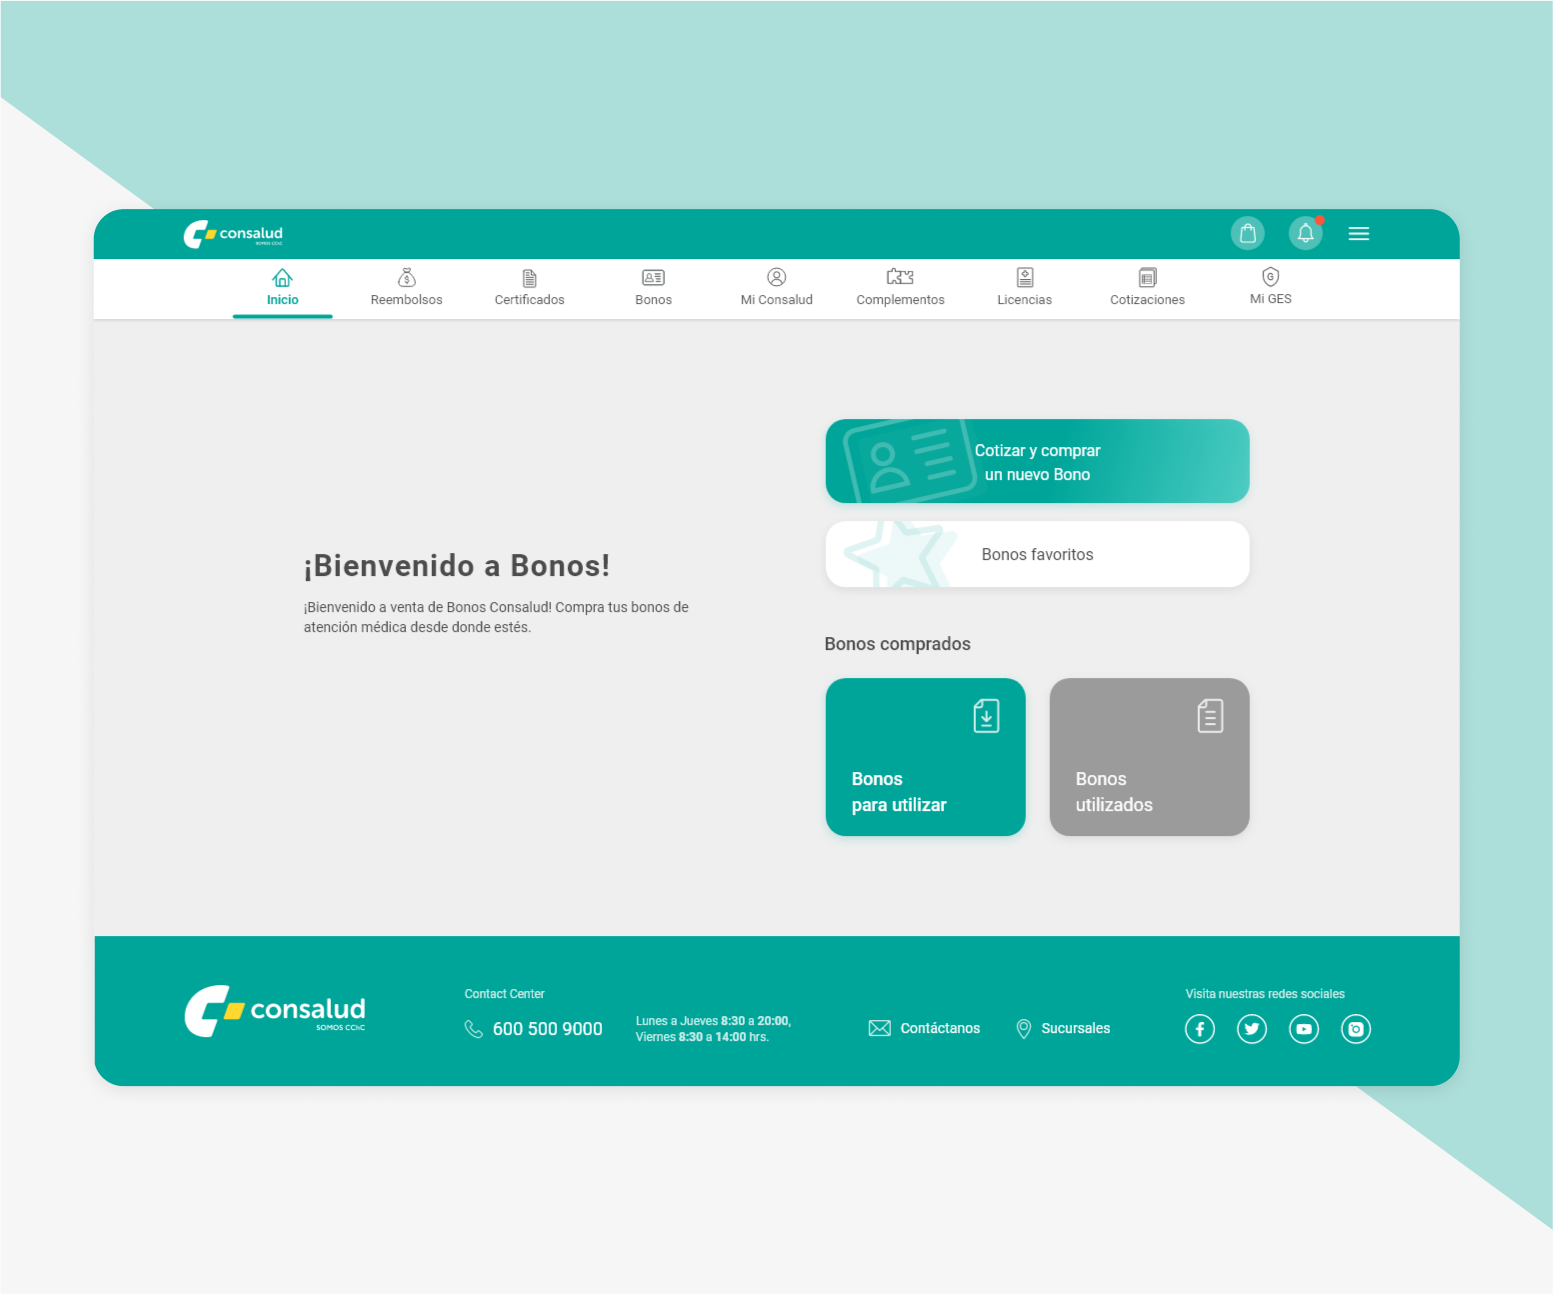 consalud
SOMOS CChC
Inicio
Reembolsos
Certificados
Bonos
Mi Consalud
Complementos
Licencias
Cotizaciones
G
Mi GES
Cotizar y comprar
un nuevo Bono
Bonos favoritos
¡Bienvenido a Bonos!
¡Bienvenido a venta de Bonos Consalud! Compra tus bonos de
atención médica desde donde estés.
Bonos comprados
Bonos
para utilizar
Bonos
utilizados
consalud
SOMOS CChC
Contact Center
600 500 9000
Lunes a Jueves 8:30 a 20:00,
Viernes 8:30 a 14:00 hrs.
Contáctanos
Sucursales
Visita nuestras redes sociales